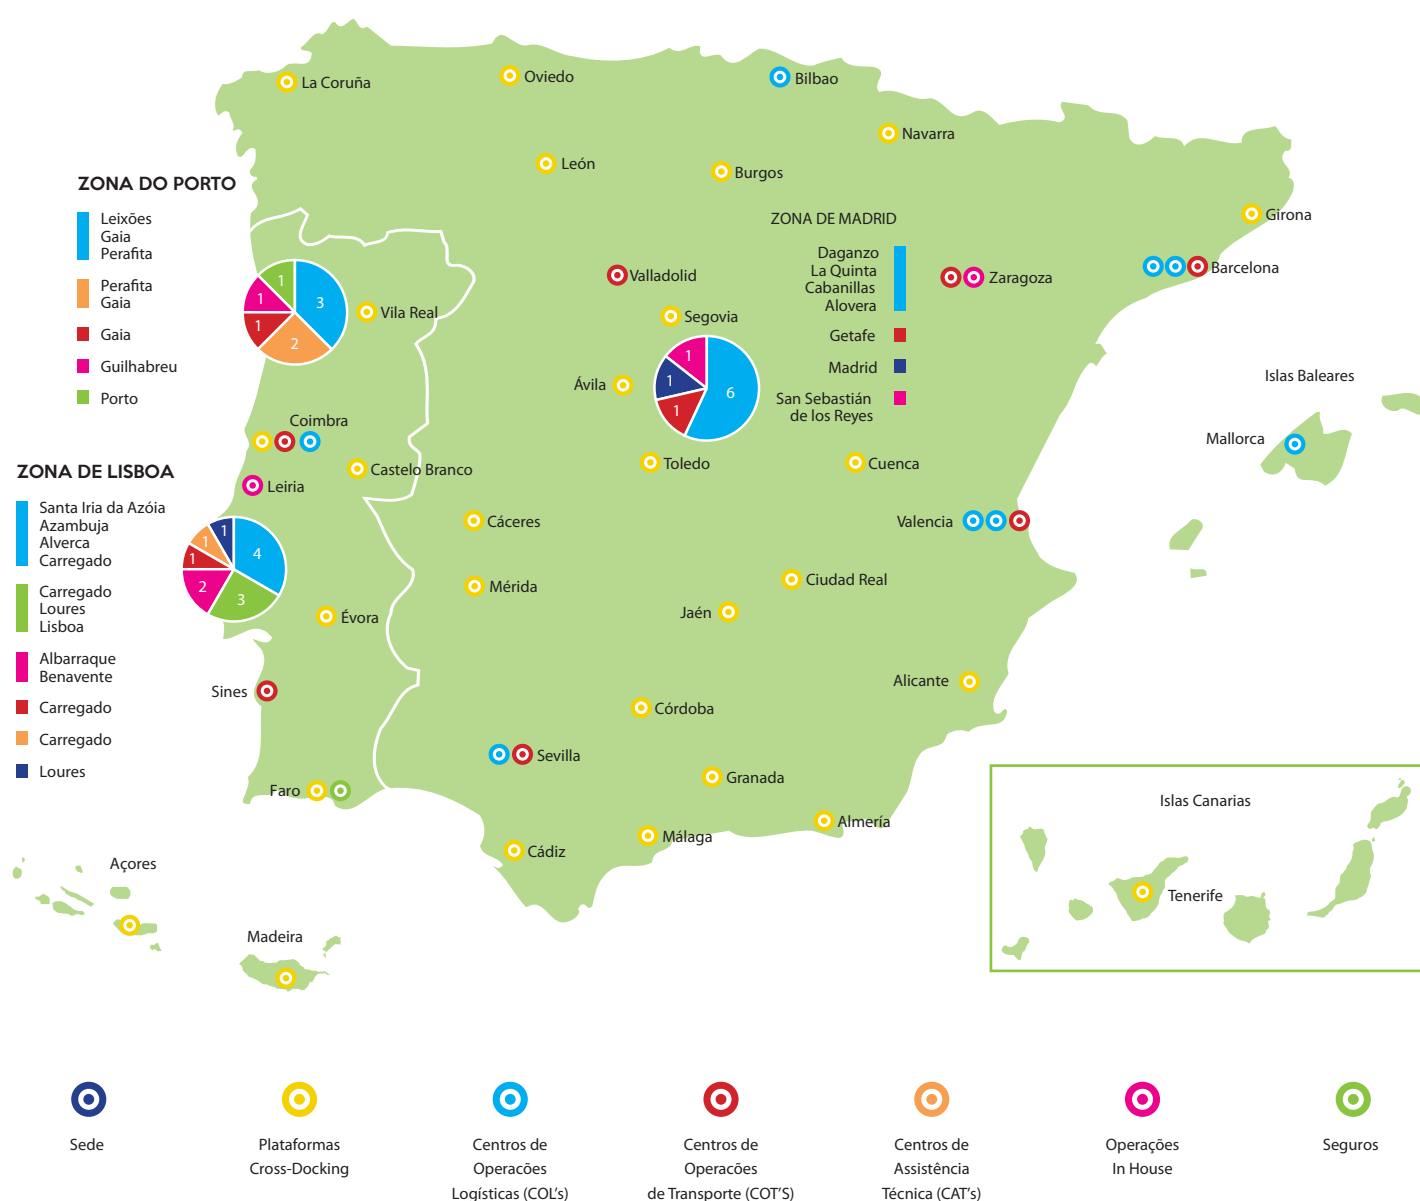 La Coruña
Oviedo
Bilbao
Navarra
León
Burgos
Girona
ZONA DO PORTO
Leixões
Gaia
Perafita
Perafita
Gaia
Gaia
Guilhabreu
Porto
ZONA DE MADRID
Daganzo
La Quinta
Cabanillas
Alovera
Getafe
Madrid
San Sebastián
de los Reyes
Valladolid
Zaragoza
Barcelona
Segovia
Vila Real
1
3
1
1
2
Ávila
1
1
6
1
Islas Baleares
Mallorca
Coimbra
Castelo Branco
Toledo
Cuenca
Leiria
ZONA DE LISBOA
Santa Iria da Azóia
Azambuja
Alverca
Carregado
Carregado
Loures
Lisboa
Albarraque
Benavente
Carregado
Carregado
Loures
1
1
4
1
2
3
Cáceres
Valencia
Mérida
Ciudad Real
Jaén
Évora
Sines
Alicante
Córdoba
Sevilla
Granada
Faro
Almería
Málaga
Cádiz
Açores
Madeira
Islas Canarias
Tenerife
Sede
Plataformas
Cross-Docking
Centros de
Operacões
Logísticas (COL's)
Centros de
Operacões
de Transporte (COT'S)
Centros de
Assistência
Técnica (CAT's)
Operações
In House
Seguros